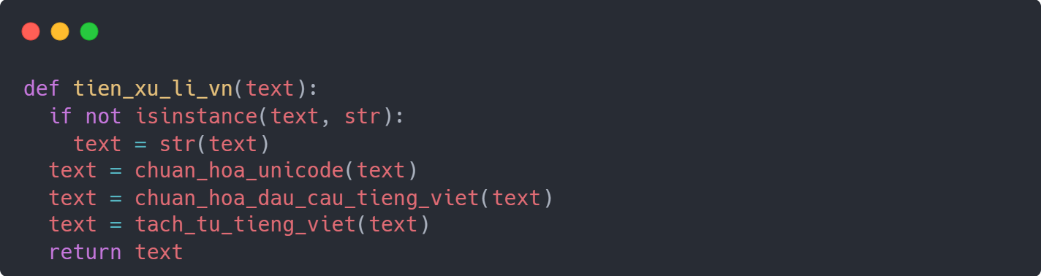 def tien_xu_li_vn(text):
  if not isinstance(text, str):
    text = str(text)
  text = chuan_hoa_unicode(text)
  text = chuan_hoa_dau_cau_tieng_viet(text)
  text = tach_tu_tieng_viet(text)
  return text